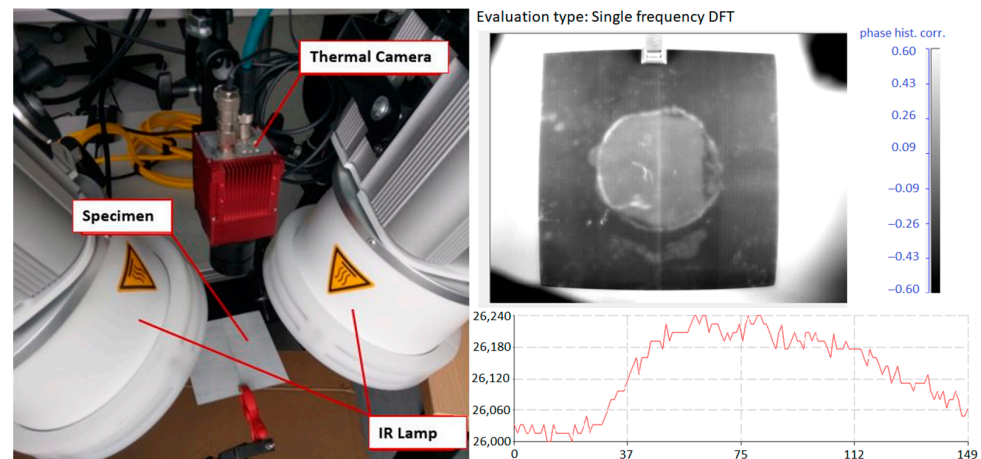 Thermal Camera
Specimen
IR Lamp
Evaluation type: Single frequency DFT
phase hist. corr.
0.60
0.43
0.26
0.09
−0.09
−0.26
−0.43
−0.60
26,240
26,180
26,120
26,060
26,000
0 37 75 112 149